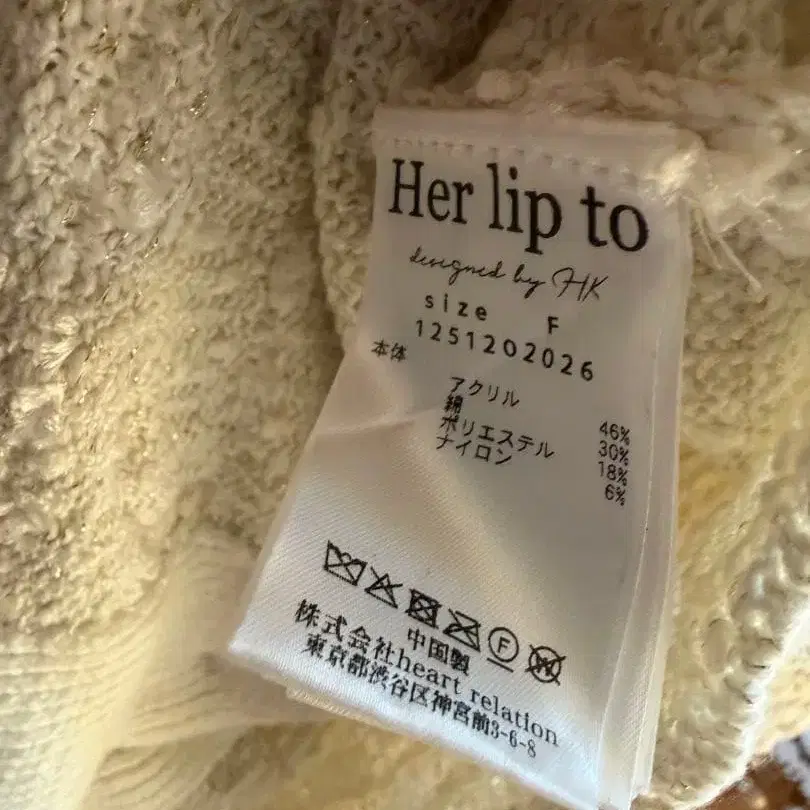 Her lip to
designed by HK
size F
1251202026
本体
アクリル 46%
綿 30%
ポリエステル 18%
ナイロン 6%
F
W
中国製
株式会社heart relation
東京都渋谷区神宮前3-6-8